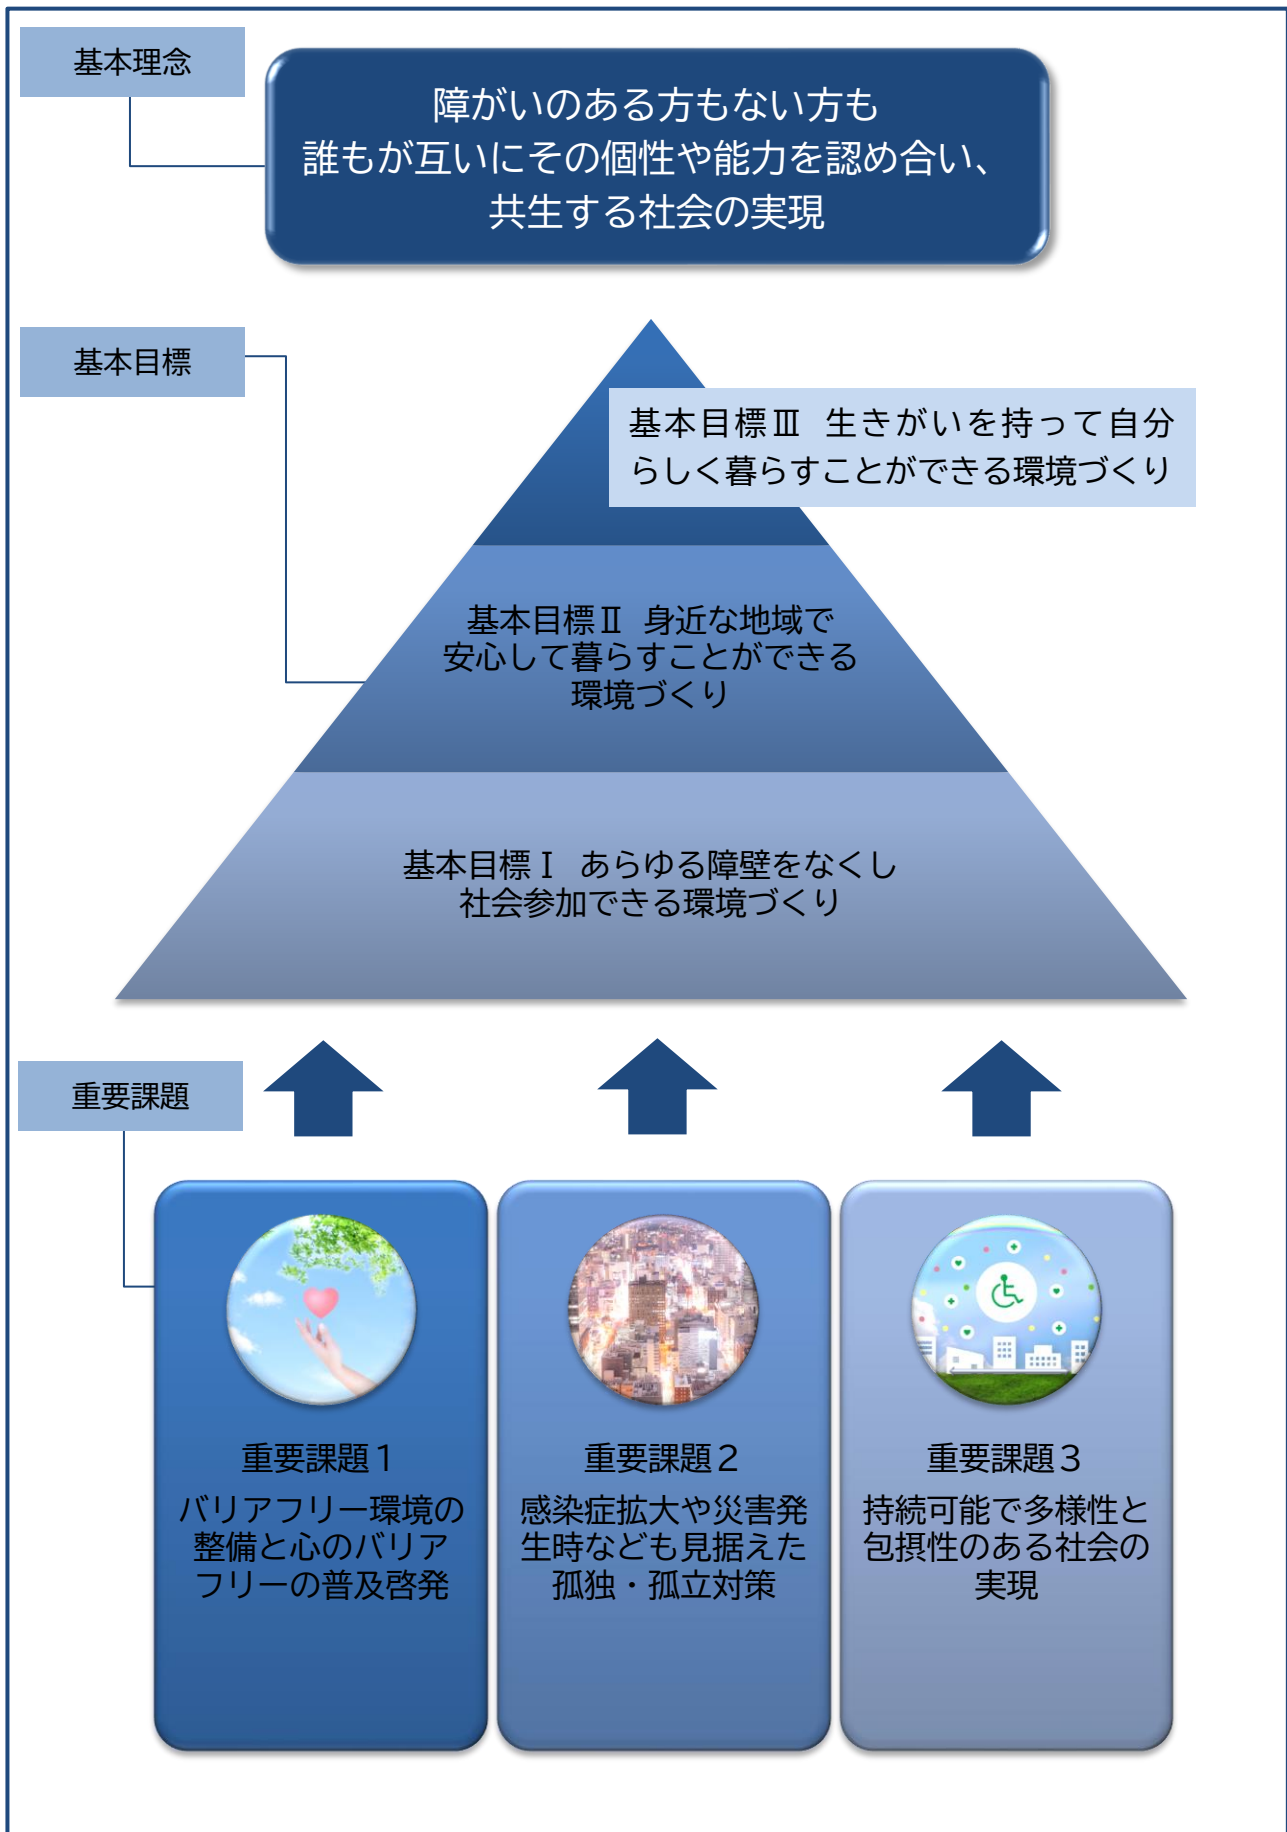 基本理念
障がいのある方もない方も
誰もが互いにその個性や能力を認め合い、
共生する社会の実現
基本目標
基本目標Ⅲ 生きがいを持って自分
らしく暮らすことができる環境づくり
基本目標Ⅱ 身近な地域で
安心して暮らすことができる
環境づくり
基本目標Ⅰ あらゆる障壁をなくし
社会参加できる環境づくり
重要課題
重要課題１
バリアフリー環境の
整備と心のバリア
フリーの普及啓発
重要課題２
感染症拡大や災害発
生時なども見据えた
孤独・孤立対策
重要課題３
持続可能で多様性と
包摂性のある社会の
実現